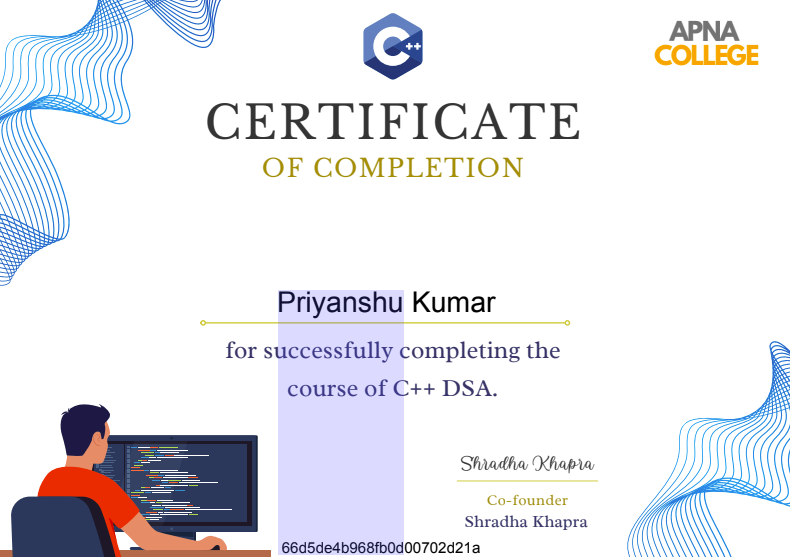 C++
APNA
COLLEGE
CERTIFICATE
OF COMPLETION
Priyanshu Kumar
for successfully completing the
course of C++ DSA.
Shradha Khapra
Co-founder
Shradha Khapra
66d5de4b968fb0d00702d21a